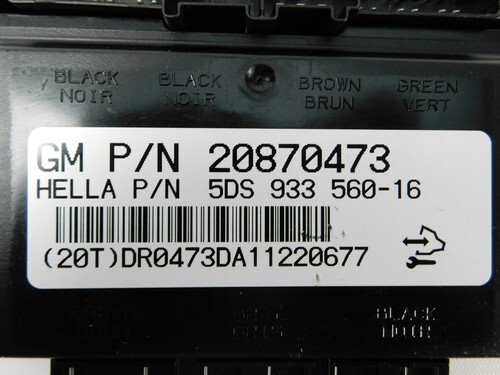 BLACK BLACK BROWN GREEN
NOIR NOIR BRUN VERT
GM P/N 20870473
HELLA P/N 5DS 933 560-16
(20T)DR0473DA11220677
BLACK
NOIR